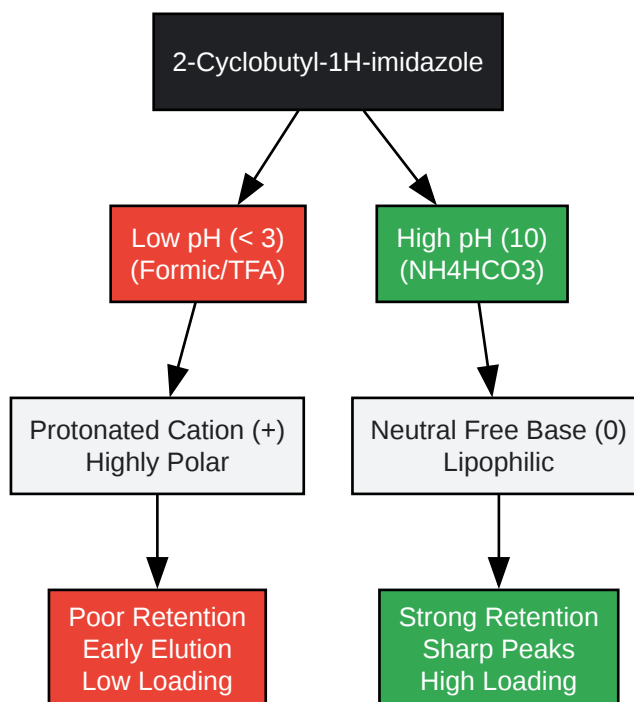 2-Cyclobutyl-1H-imidazole
Low pH (< 3)
(Formic/TFA)
High pH (10)
(NH4HCO3)
Protonated Cation (+)
Highly Polar
Neutral Free Base (0)
Lipophilic
Poor Retention
Early Elution
Low Loading
Strong Retention
Sharp Peaks
High Loading